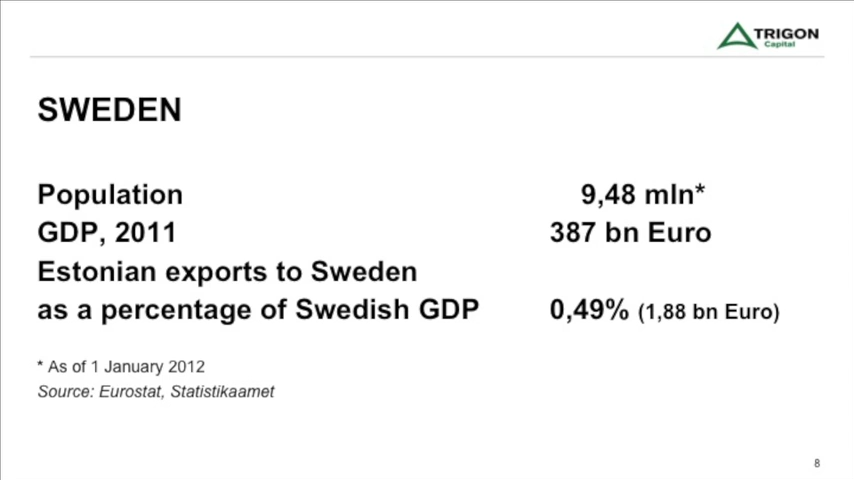 TRIGON
Capital
SWEDEN
Population 9,48 mln*
GDP, 2011 387 bn Euro
Estonian exports to Sweden
as a percentage of Swedish GDP 0,49% (1,88 bn Euro)
* As of 1 January 2012
Source: Eurostat, Statistikaamet
8